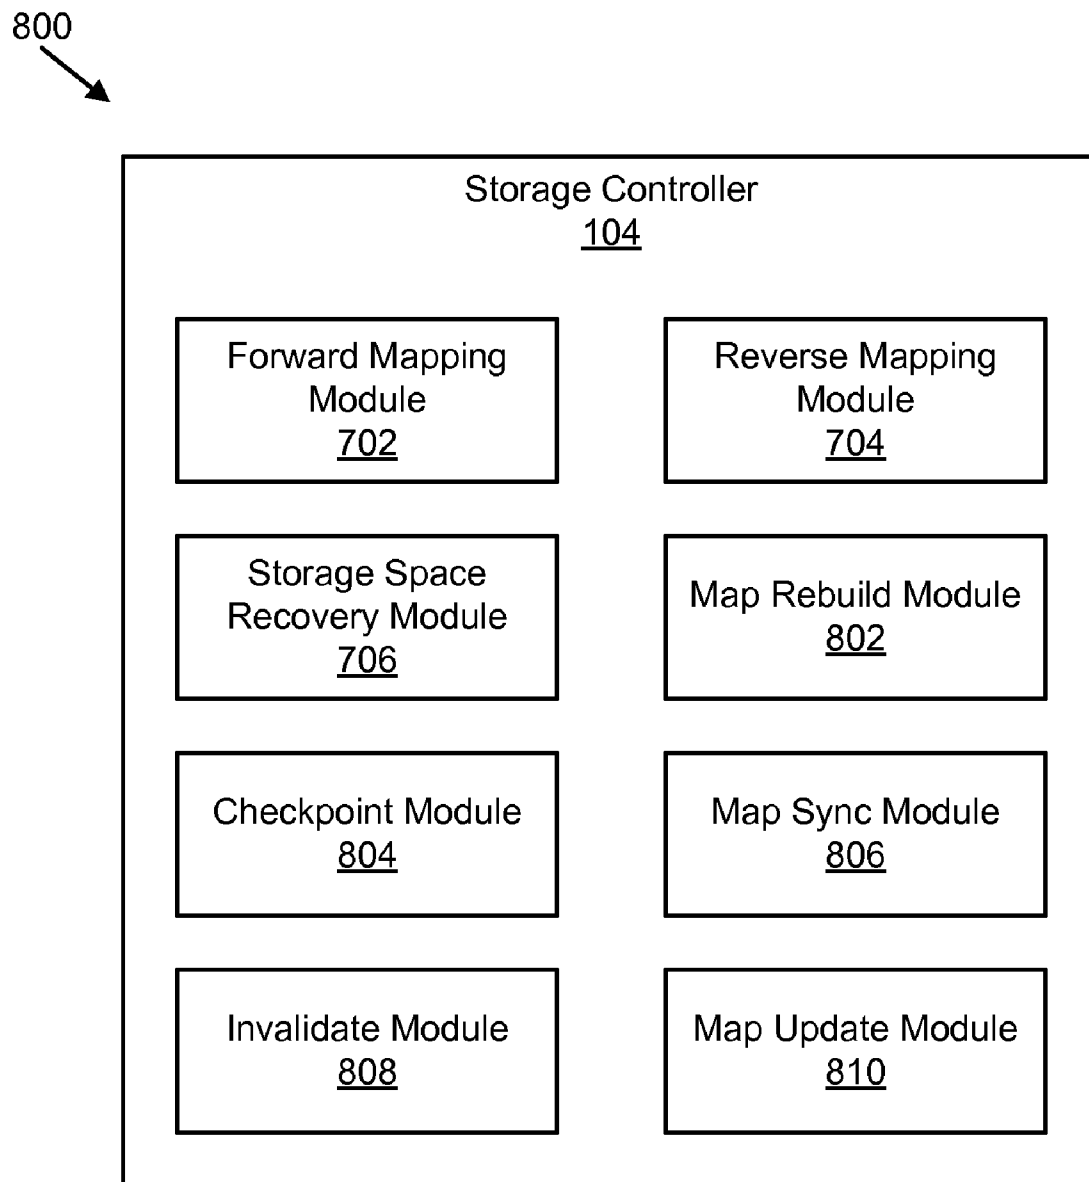 800
Storage Controller
104
Forward Mapping
Module
702
Reverse Mapping
Module
704
Storage Space
Recovery Module
706
Map Rebuild Module
802
Checkpoint Module
804
Map Sync Module
806
Invalidate Module
808
Map Update Module
810